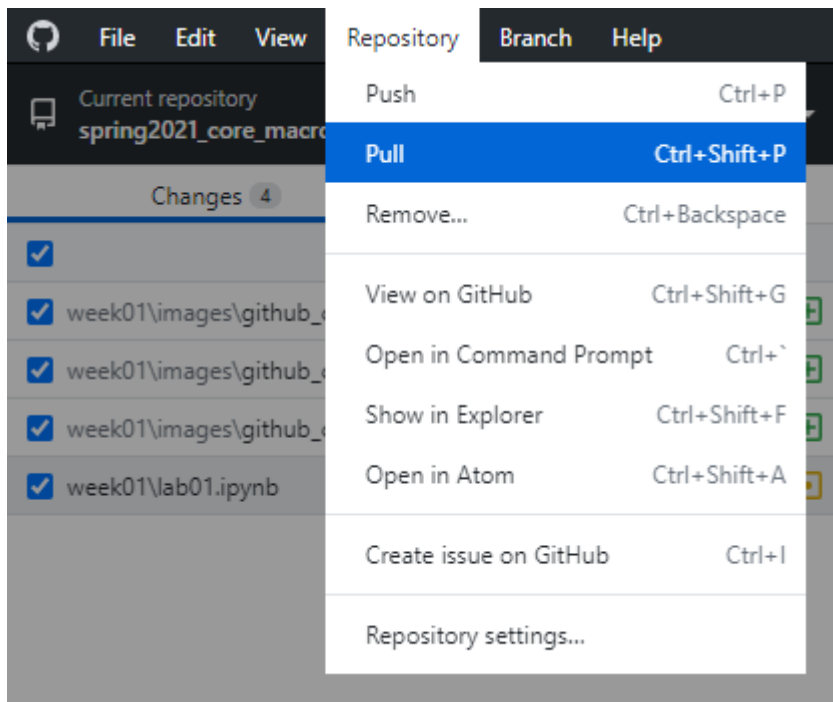 File Edit View Repository Branch Help
Current repository
spring2021_core_macro
Push Ctrl+P
Pull Ctrl+Shift+P
Changes 4
Remove... Ctrl+Backspace
View on GitHub Ctrl+Shift+G
week01\images\github_
Open in Command Prompt Ctrl+`
week01\images\github_
Show in Explorer Ctrl+Shift+F
week01\images\github_
Open in Atom Ctrl+Shift+A
week01\lab01.ipynb
Create issue on GitHub Ctrl+I
Repository settings...